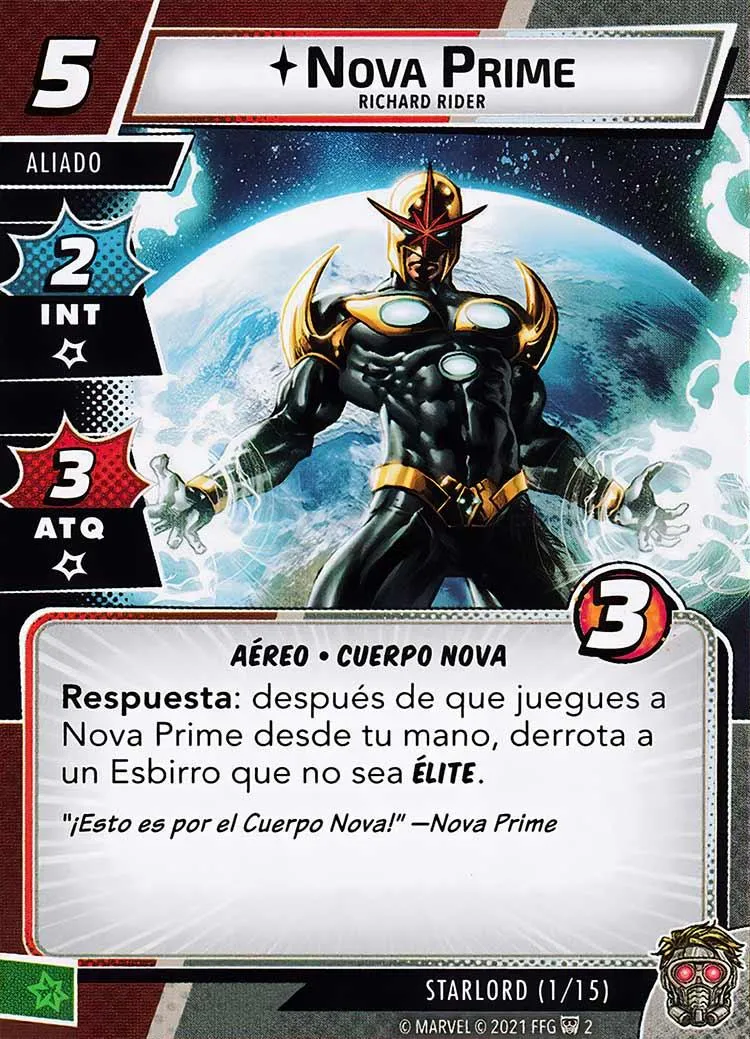 5
Nova Prime
RICHARD RIDER
ALIADO
2
INT
3
ATQ
3
AÉREO • CUERPO NOVA
Respuesta: después de que juegues a
Nova Prime desde tu mano, derrota a
un Esbirro que no sea ÉLITE.
"¡Esto es por el Cuerpo Nova!" —Nova Prime
STARLORD (1/15)
© MARVEL © 2021 FFG 2